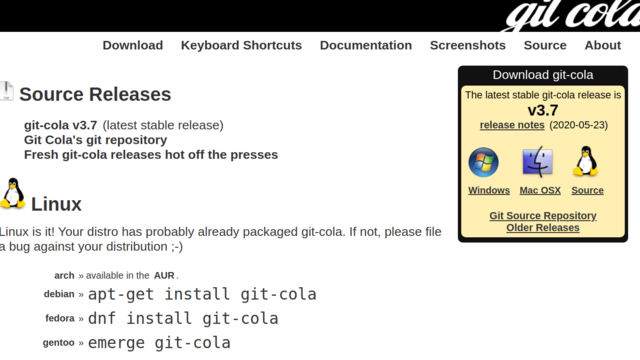 git cola
Download Keyboard Shortcuts Documentation Screenshots Source About
Source Releases
git-cola v3.7 (latest stable release)
Git Cola's git repository
Fresh git-cola releases hot off the presses
Linux
Linux is it! Your distro has probably already packaged git-cola. If not, please file
a bug against your distribution ;-)
arch » available in the AUR .
debian » apt-get install git-cola
fedora » dnf install git-cola
gentoo » emerge git-cola
Download git-cola
The latest stable git-cola release is
v3.7
release notes (2020-05-23)
Windows Mac OSX Source
Git Source Repository
Older Releases